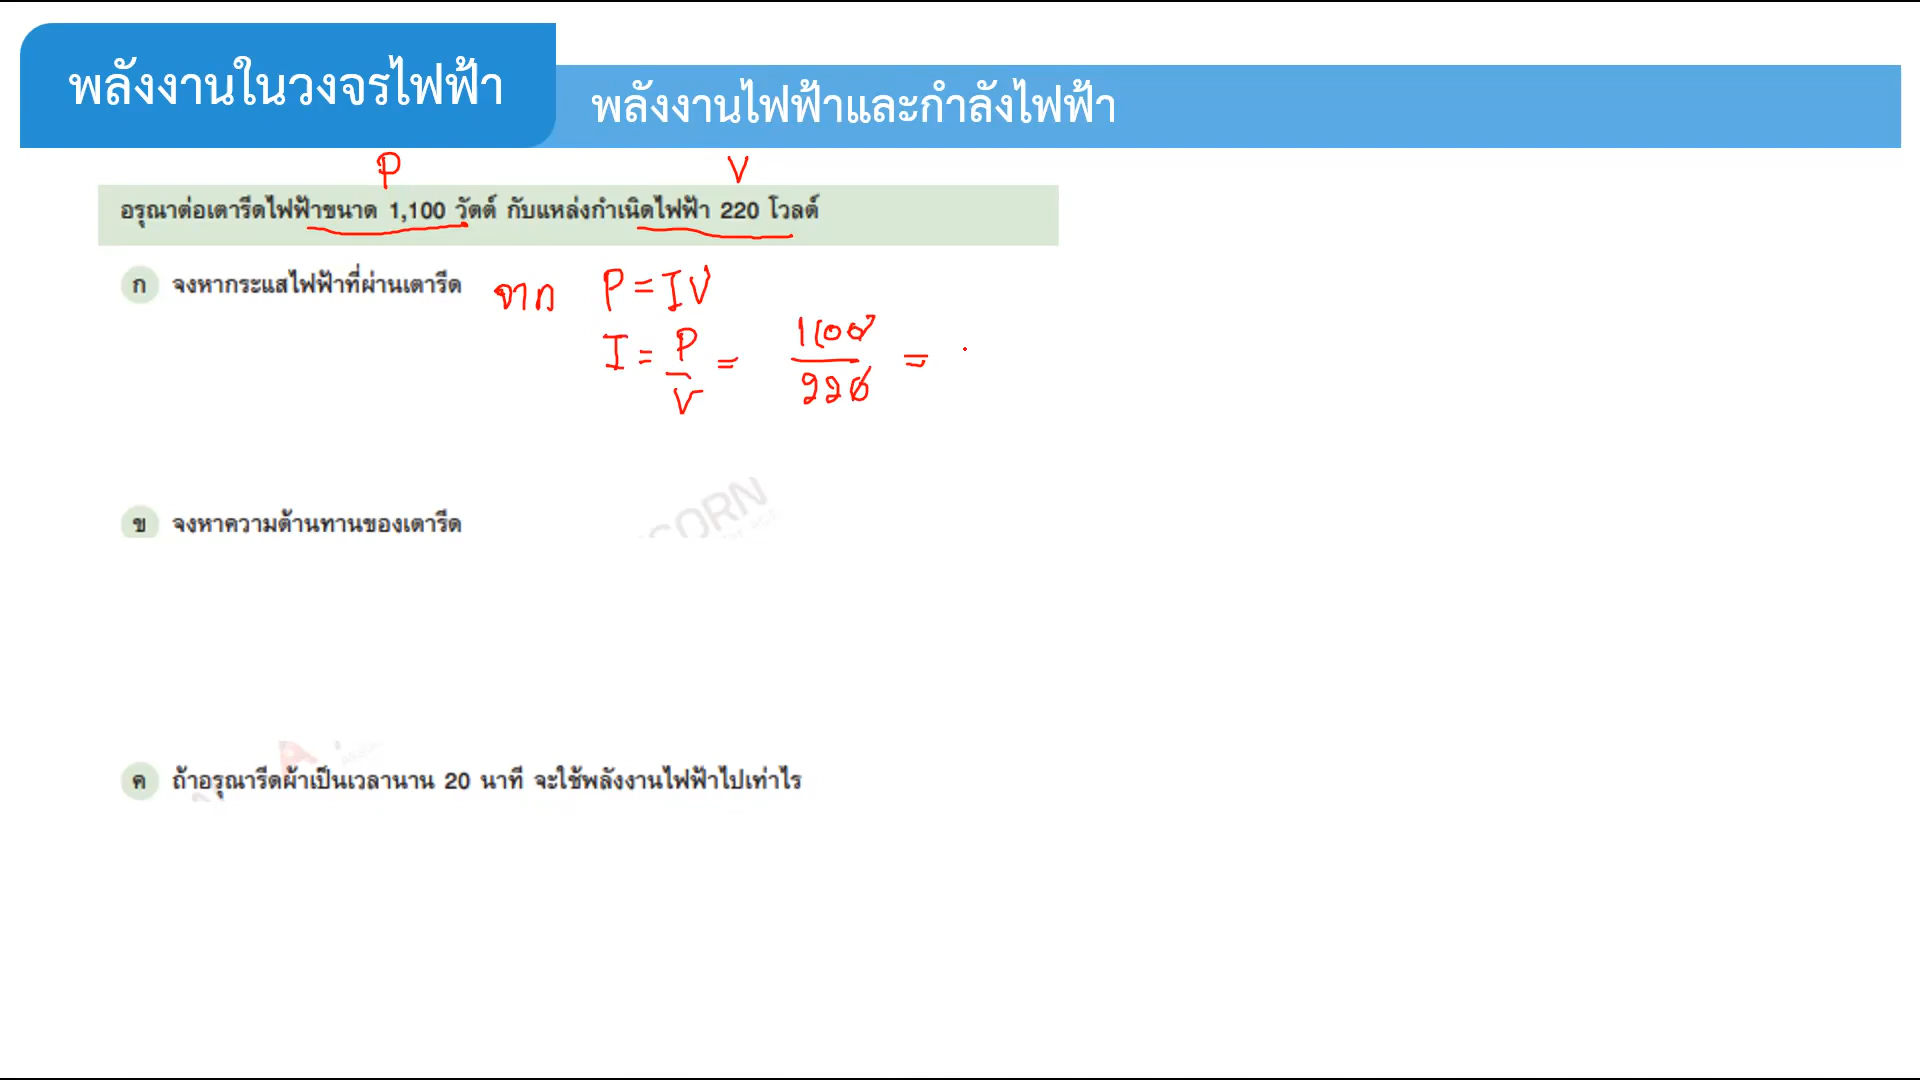 พลังงานในวงจรไฟฟ้า
พลังงานไฟฟ้าและกำลังไฟฟ้า
P V
อรุณาต่อเตารีดไฟฟ้าขนาด 1,100 วัตต์ กับแหล่งกำเนิดไฟฟ้า 220 โวลต์
ก จงหากระแสไฟฟ้าที่ผ่านเตารีด จาก P = IV
I = P/V = 1100/220 =
CORN
ข จงหาความต้านทานของเตารีด
ค ถ้าอรุณารีดผ้าเป็นเวลานาน 20 นาที จะใช้พลังงานไฟฟ้าไปเท่าไร